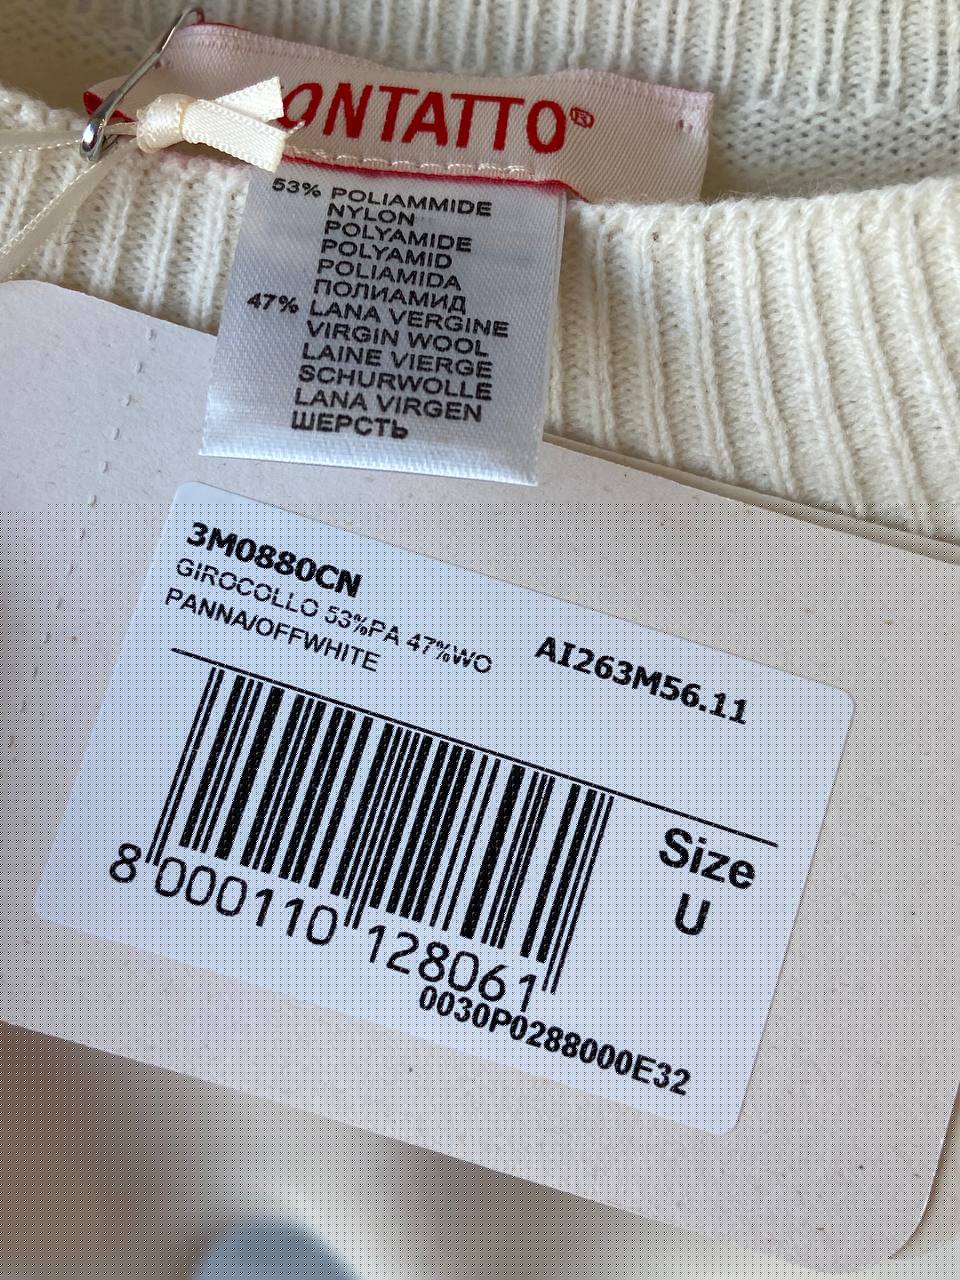 ONTATTO®
53% POLIAMMIDE
NYLON
POLYAMIDE
POLYAMID
POLIAMIDA
ПОЛИАМИД
47% LANA VERGINE
VIRGIN WOOL
LAINE VIERGE
SCHURWOLLE
LANA VIRGEN
ШЕРСТЬ
3M0880CN
GIROCOLLO 53%PA 47%WO
PANNA/OFFWHITE
AI263M56.11
Size
U
8 000110 128061
0030P0288000E32